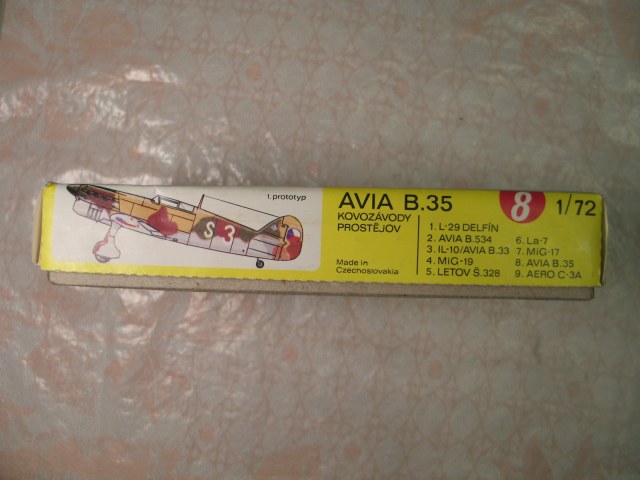 1. prototyp
S 3
AVIA B.35
KOVOZÁVODY
PROSTĚJOV
Made in
Czechoslovakia
8
1/72
1. L-29 DELFÍN
2. AVIA B.534
3. IL-10/AVIA B.33
4. MiG-19
5. LETOV Š.328
6. La-7
7. MiG-17
8. AVIA B.35
9. AERO C-3A